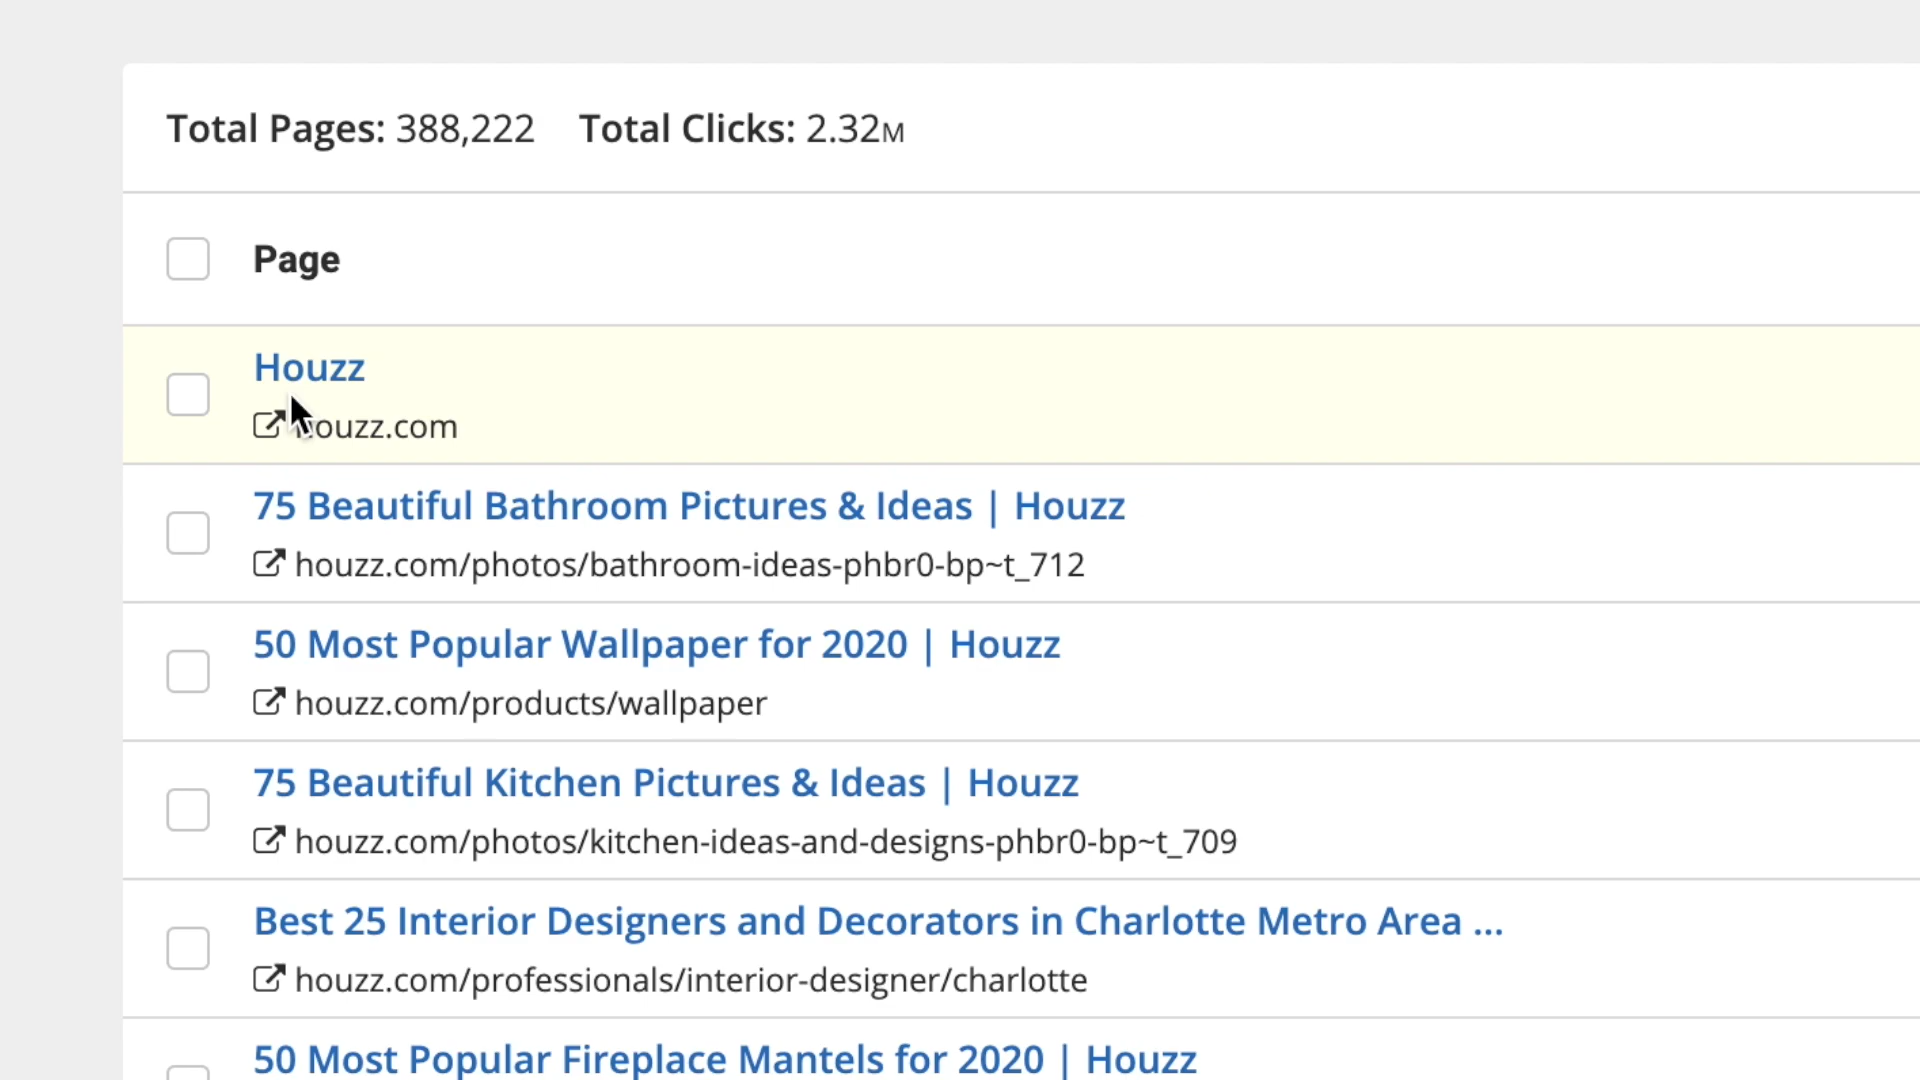 Total Pages: 388,222 Total Clicks: 2.32M
Page
Houzz
houzz.com
75 Beautiful Bathroom Pictures & Ideas | Houzz
houzz.com/photos/bathroom-ideas-phbr0-bp~t_712
50 Most Popular Wallpaper for 2020 | Houzz
houzz.com/products/wallpaper
75 Beautiful Kitchen Pictures & Ideas | Houzz
houzz.com/photos/kitchen-ideas-and-designs-phbr0-bp~t_709
Best 25 Interior Designers and Decorators in Charlotte Metro Area ...
houzz.com/professionals/interior-designer/charlotte
50 Most Popular Fireplace Mantels for 2020 | Houzz